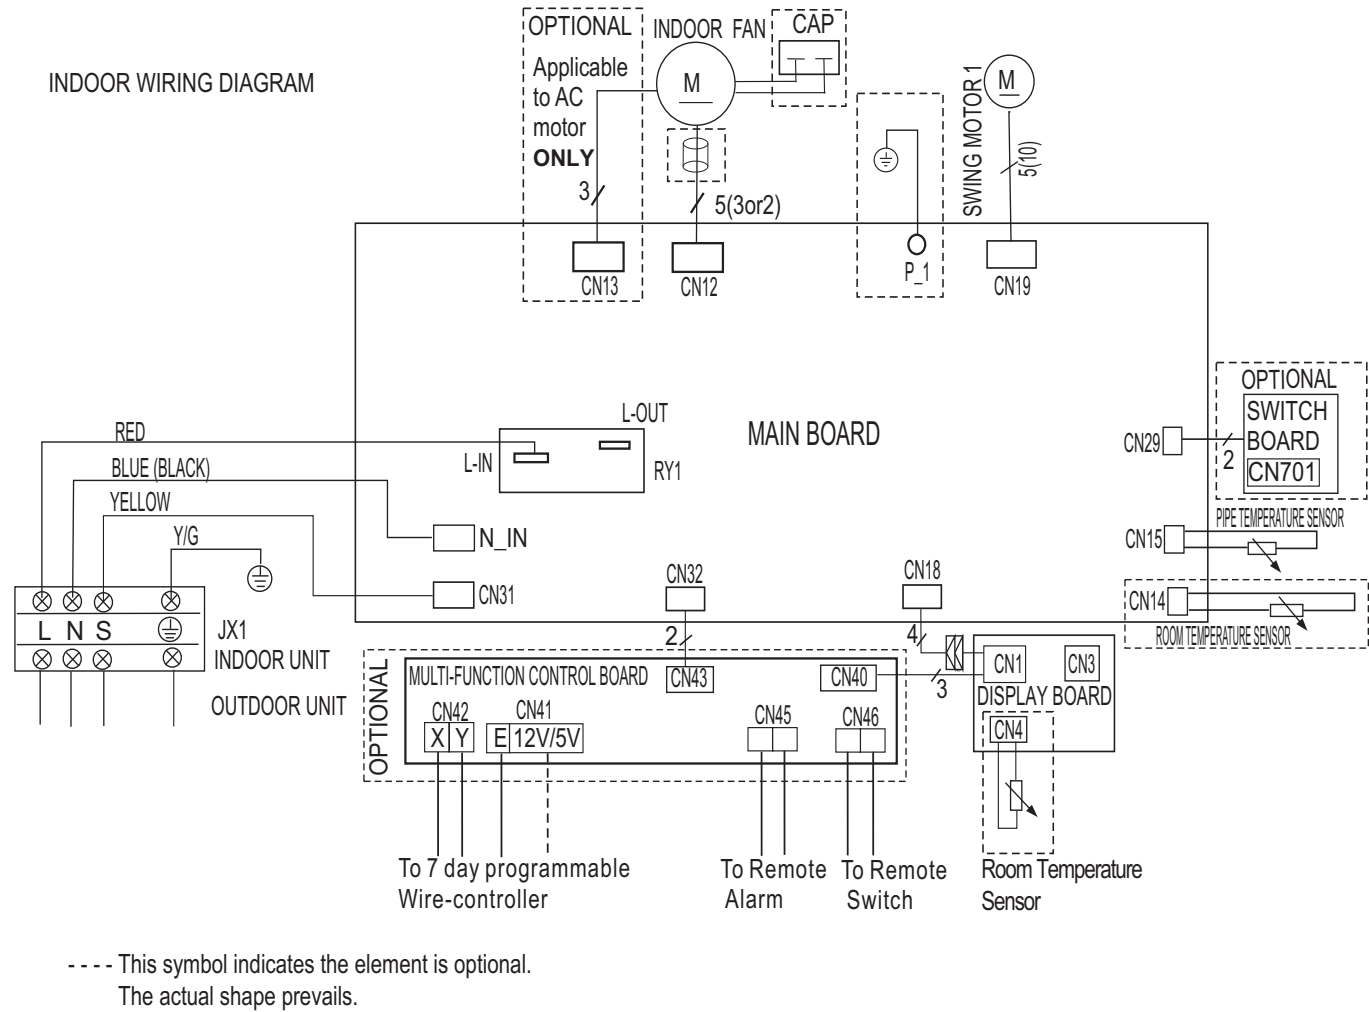 OPTIONAL
INDOOR FAN
CAP
INDOOR WIRING DIAGRAM
Applicable
to AC
motor
ONLY
M
M
SWING MOTOR 1
5(10)
3
5(3or2)
CN13
CN12
P_1
CN19
OPTIONAL
SWITCH
BOARD
CN701
L-OUT
RED
L-IN
RY1
MAIN BOARD
CN29
2
BLUE (BLACK)
YELLOW
Y/G
N_IN
PIPE TEMPERATURE SENSOR
CN15
CN31
CN32
CN18
CN14
ROOM TEMPERATURE SENSOR
L N S
JX1
INDOOR UNIT
OUTDOOR UNIT
2
4
OPTIONAL
MULTI-FUNCTION CONTROL BOARD
CN43
CN40
3
CN1
CN3
DISPLAY BOARD
CN42
CN41
CN45
CN46
CN4
X Y
E 12V/5V
To 7 day programmable
Wire-controller
To Remote
Alarm
To Remote
Switch
Room Temperature
Sensor
- - - - This symbol indicates the element is optional.
The actual shape prevails.